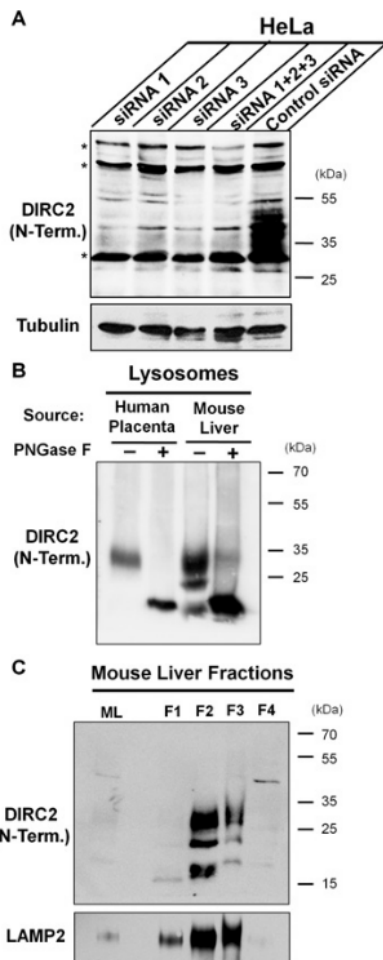 A
HeLa
siRNA 1
siRNA 2
siRNA 3
siRNA 1+2+3
Control siRNA
*
*
*
(kDa)
DIRC2
(N-Term.)
55
35
25
Tubulin
B
Lysosomes
Source: Human Placenta Mouse Liver
PNGase F − + − +
(kDa)
DIRC2
(N-Term.)
70
55
35
25
C
Mouse Liver Fractions
ML F1 F2 F3 F4 (kDa)
DIRC2
(N-Term.)
70
55
35
25
15
LAMP2